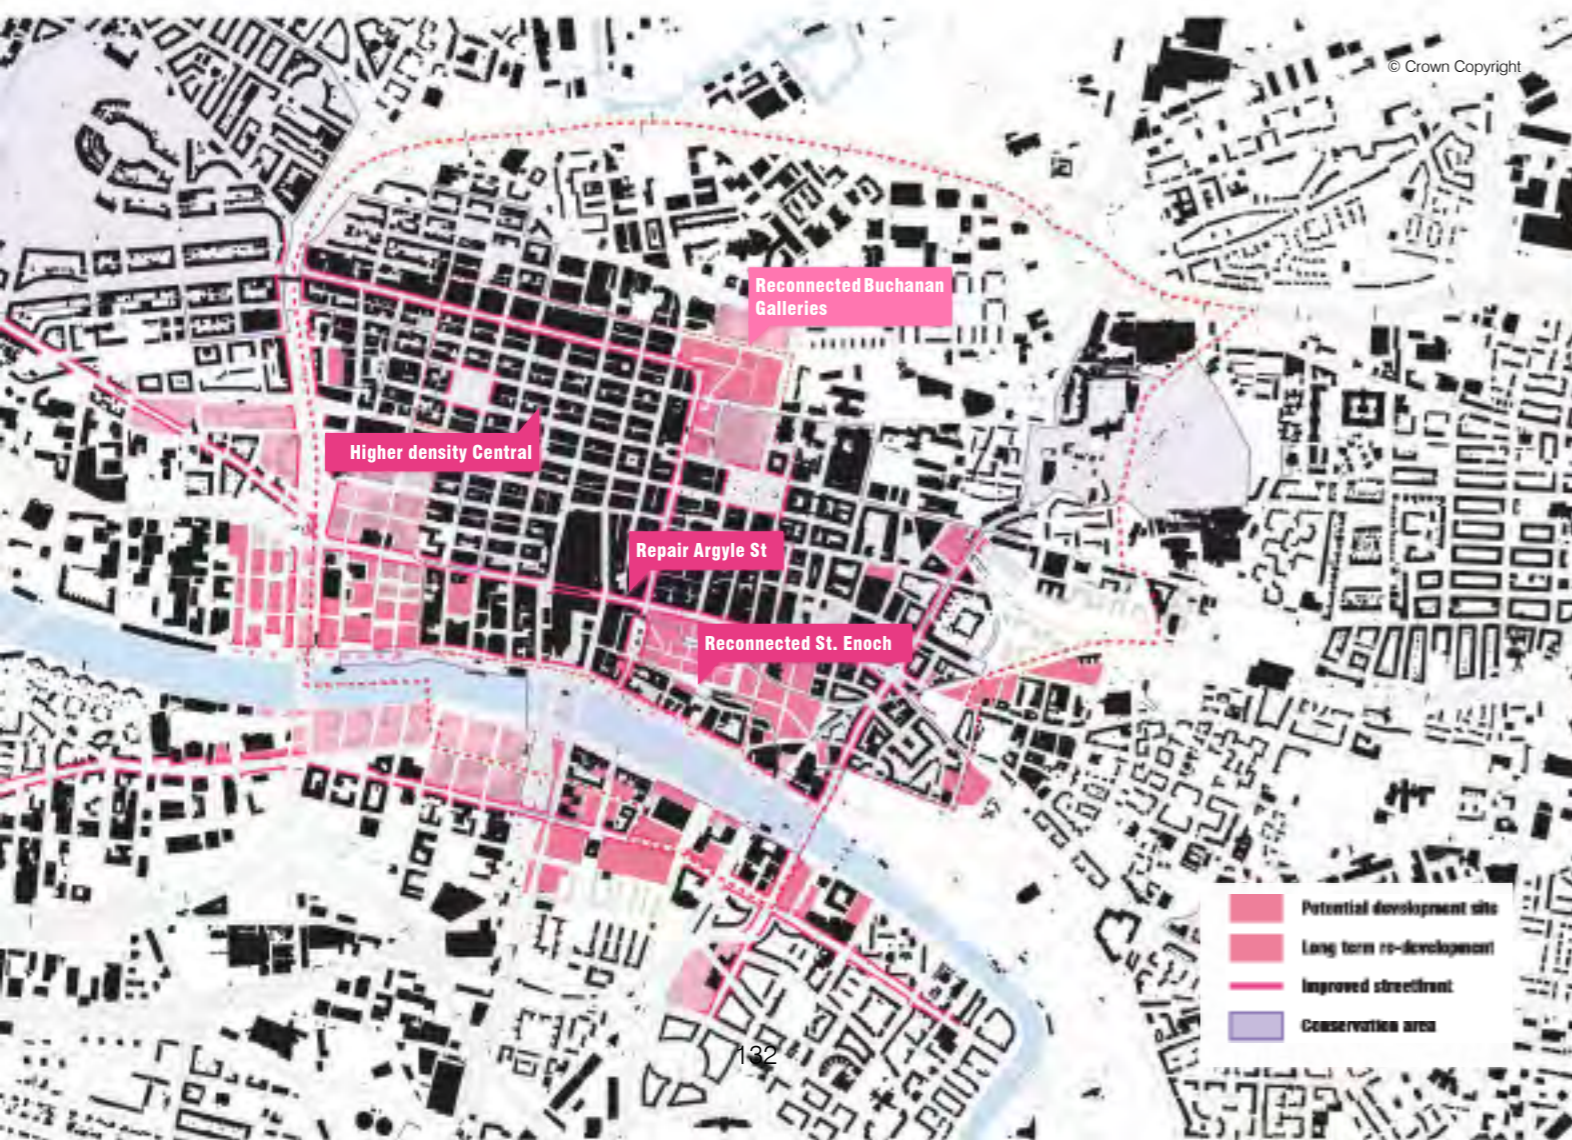 © Crown Copyright
Reconnected Buchanan
Galleries
Higher density Central
Repair Argyle St
Reconnected St. Enoch
Potential development site
Long term re-development
Improved streetfront
Conservation area
132